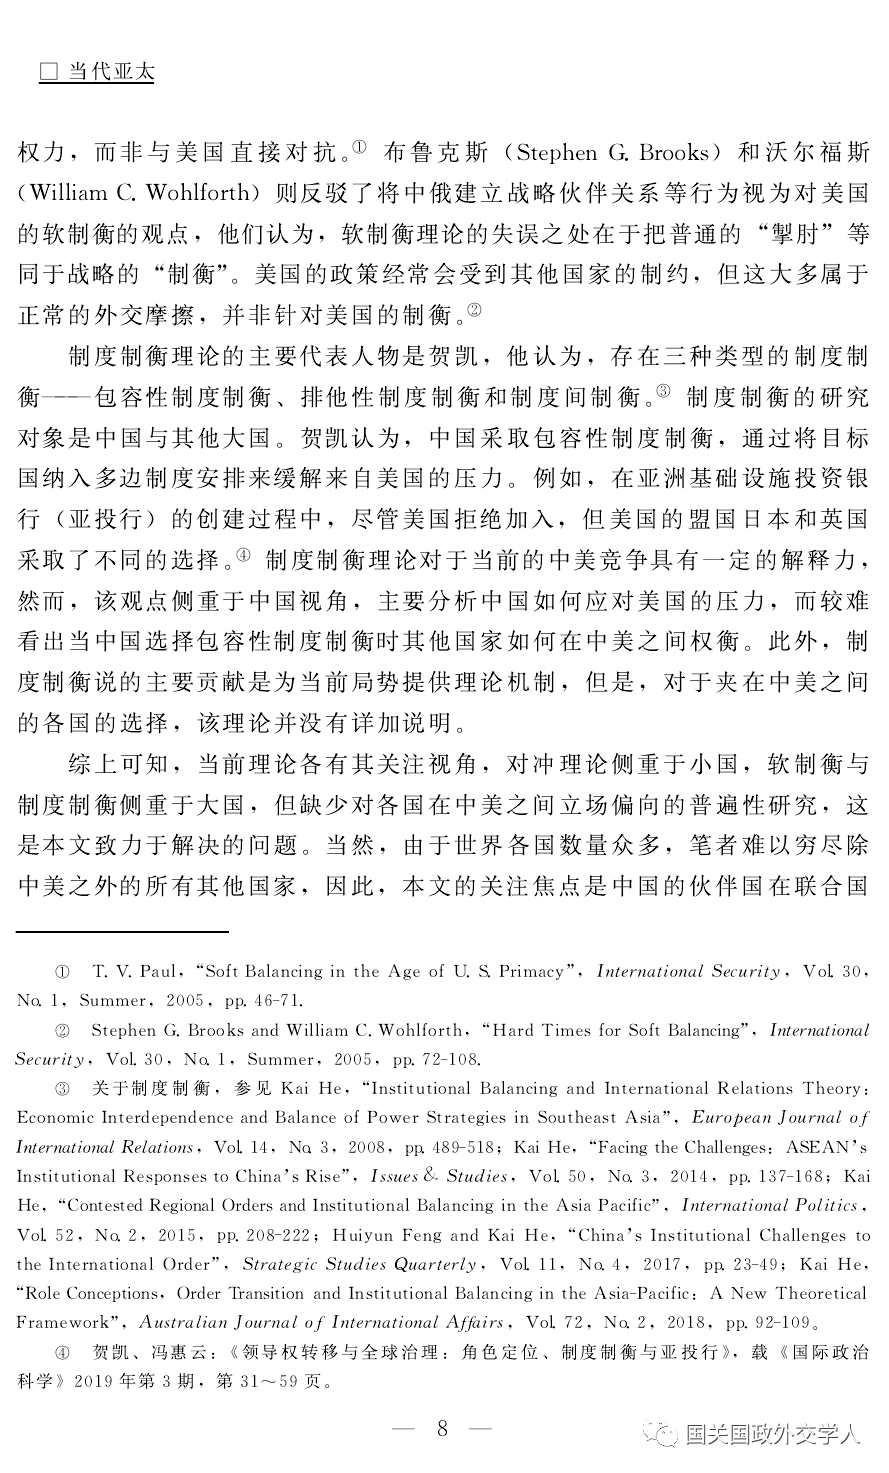 □ 当代亚太
权力，而非与美国直接对抗。① 布鲁克斯（Stephen G. Brooks）和沃尔福斯
（William C. Wohlforth）则反驳了将中俄建立战略伙伴关系等行为视为对美国
的软制衡的观点，他们认为，软制衡理论的失误之处在于把普通的“掣肘”等
同于战略的“制衡”。美国的政策经常会受到其他国家的制约，但这大多属于
正常的外交摩擦，并非针对美国的制衡。②
制度制衡理论的主要代表人物是贺凯，他认为，存在三种类型的制度制
衡——包容性制度制衡、排他性制度制衡和制度间制衡。③ 制度制衡的研究
对象是中国与其他大国。贺凯认为，中国采取包容性制度制衡，通过将目标
国纳入多边制度安排来缓解来自美国的压力。例如，在亚洲基础设施投资银
行（亚投行）的创建过程中，尽管美国拒绝加入，但美国的盟国日本和英国
采取了不同的选择。④ 制度制衡理论对于当前的中美竞争具有一定的解释力，
然而，该观点侧重于中国视角，主要分析中国如何应对美国的压力，而较难
看出当中国选择包容性制度制衡时其他国家如何在中美之间权衡。此外，制
度制衡说的主要贡献是为当前局势提供理论机制，但是，对于夹在中美之间
的各国的选择，该理论并没有详加说明。
综上可知，当前理论各有其关注视角，对冲理论侧重于小国，软制衡与
制度制衡侧重于大国，但缺少对各国在中美之间立场偏向的普遍性研究，这
是本文致力于解决的问题。当然，由于世界各国数量众多，笔者难以穷尽除
中美之外的所有其他国家，因此，本文的关注焦点是中国的伙伴国在联合国
① T. V. Paul，“Soft Balancing in the Age of U. S. Primacy”，International Security，Vol. 30，
No. 1，Summer，2005，pp. 46-71.
② Stephen G. Brooks and William C. Wohlforth，“Hard Times for Soft Balancing”，International
Security，Vol. 30，No. 1，Summer，2005，pp. 72-108.
③ 关于制度制衡，参见 Kai He，“Institutional Balancing and International Relations Theory：
Economic Interdependence and Balance of Power Strategies in Southeast Asia”，European Journal of
International Relations，Vol. 14，No. 3，2008，pp. 489-518；Kai He，“Facing the Challenges：ASEAN’s
Institutional Responses to China’s Rise”，Issues & Studies，Vol. 50，No. 3，2014，pp. 137-168；Kai
He，“Contested Regional Orders and Institutional Balancing in the Asia Pacific”，International Politics，
Vol. 52，No. 2，2015，pp. 208-222；Huiyun Feng and Kai He，“China’s Institutional Challenges to
the International Order”，Strategic Studies Quarterly，Vol. 11，No. 4，2017，pp. 23-49；Kai He，
“Role Conceptions，Order Transition and Institutional Balancing in the Asia-Pacific：A New Theoretical
Framework”，Australian Journal of International Affairs，Vol. 72，No. 2，2018，pp. 92-109。
④ 贺凯、冯惠云：《领导权转移与全球治理：角色定位、制度制衡与亚投行》，载《国际政治
科学》2019 年第 3 期，第 31～59 页。
— 8 —
国关国政外交学人